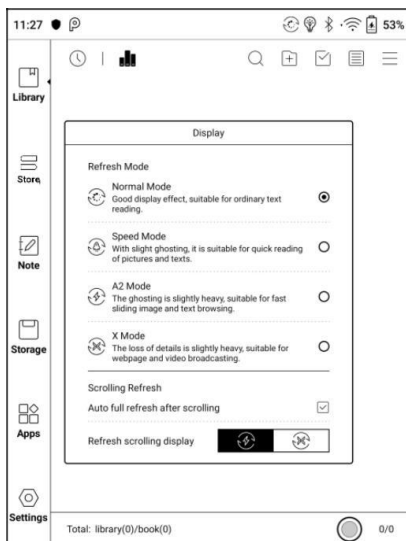 11:27
53%
Library
Store
Note
Storage
Apps
Settings
Display
Refresh Mode
Normal Mode
Good display effect, suitable for ordinary text
reading.
Speed Mode
With slight ghosting, it is suitable for quick reading
of pictures and texts.
A2 Mode
The ghosting is slightly heavy, suitable for fast
sliding image and text browsing.
X Mode
The loss of details is slightly heavy, suitable for
webpage and video broadcasting.
Scrolling Refresh
Auto full refresh after scrolling
Refresh scrolling display
Total: library(0)/book(0)
0/0